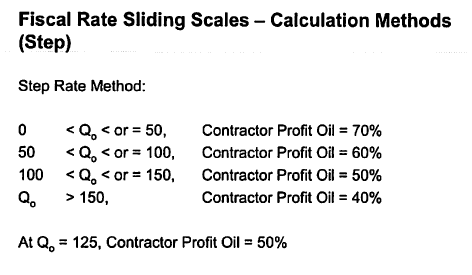 Fiscal Rate Sliding Scales – Calculation Methods
(Step)
Step Rate Method:
0 < Qo < or = 50, Contractor Profit Oil = 70%
50 < Qo < or = 100, Contractor Profit Oil = 60%
100 < Qo < or = 150, Contractor Profit Oil = 50%
Qo > 150, Contractor Profit Oil = 40%
At Qo = 125, Contractor Profit Oil = 50%